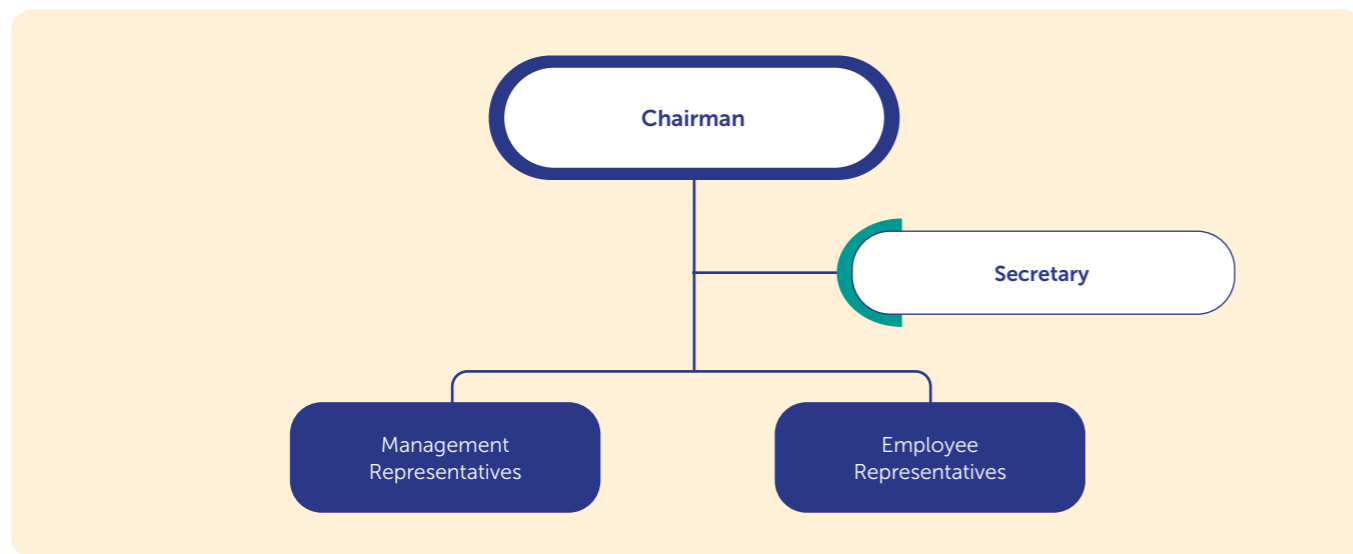 Chairman
Secretary
Management
Representatives
Employee
Representatives